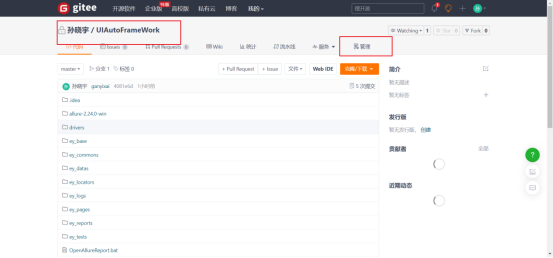 gitee 开源软件 企业版 特惠 高校版 私有云 博客 我的 搜开源
孙晓宇 / UIAutoFrameWork
Watching 1 Star 0 Fork 0
代码 Issues 0 Pull Requests 0 Wiki 统计 流水线 服务 管理
master 分支 1 标签 0 + Pull Request + Issue 文件 Web IDE 克隆/下载
孙晓宇 1小时前 5 次提交
.idea
allure-2.24.0-win
drivers
ey_base
ey_commons
ey_datas
ey_locators
ey_logs
ey_pages
ey_reports
ey_tests
OpenAllureReport.bat
简介
暂无描述
暂无标签
发行版
暂无发行版，创建
贡献者 全部
近期动态